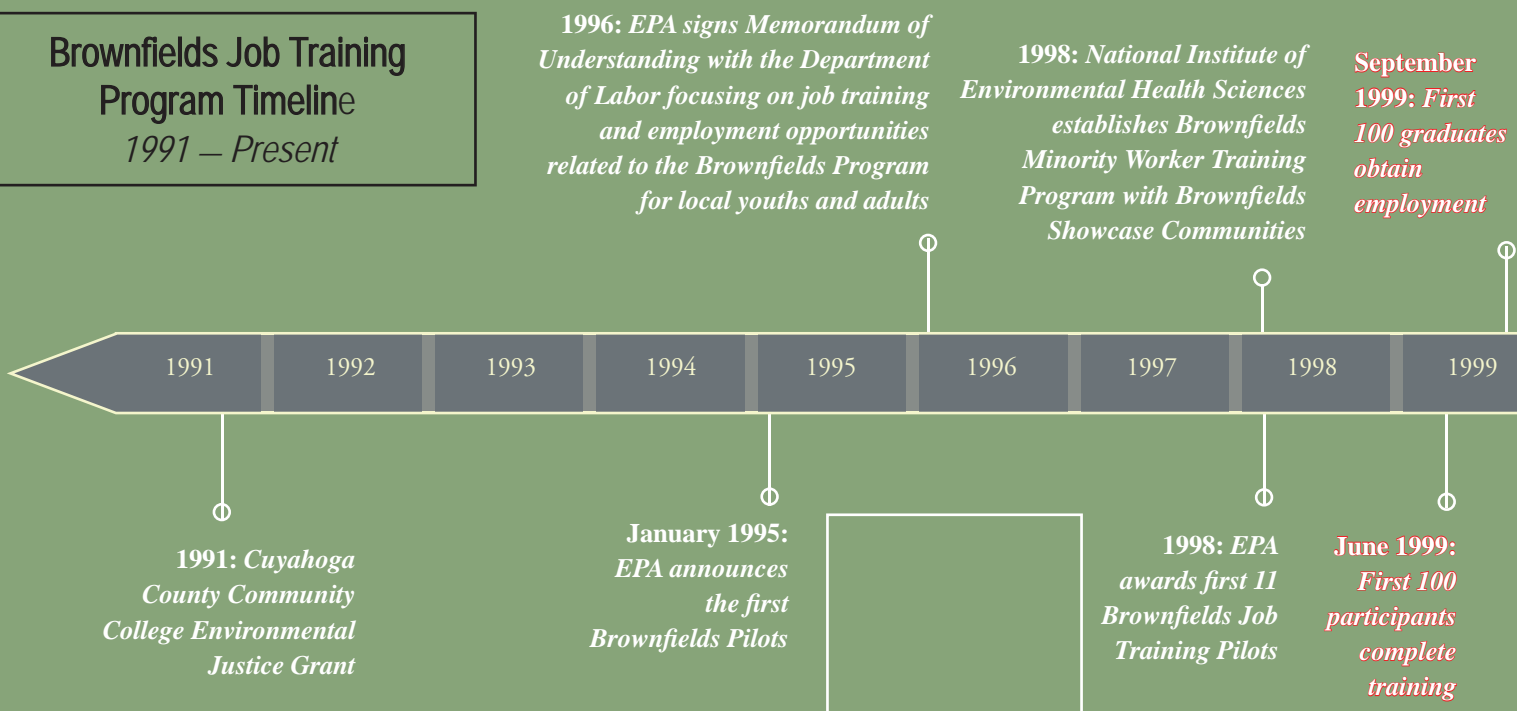 Brownfields Job Training
Program Timeline
1991 — Present
1996: EPA signs Memorandum of
Understanding with the Department
of Labor focusing on job training
and employment opportunities
related to the Brownfields Program
for local youths and adults
1998: National Institute of
Environmental Health Sciences
establishes Brownfields
Minority Worker Training
Program with Brownfields
Showcase Communities
September
1999: First
100 graduates
obtain
employment
1991 1992 1993 1994 1995 1996 1997 1998 1999
1991: Cuyahoga
County Community
College Environmental
Justice Grant
January 1995:
EPA announces
the first
Brownfields Pilots
1998: EPA
awards first 11
Brownfields Job
Training Pilots
June 1999:
First 100
participants
complete
training